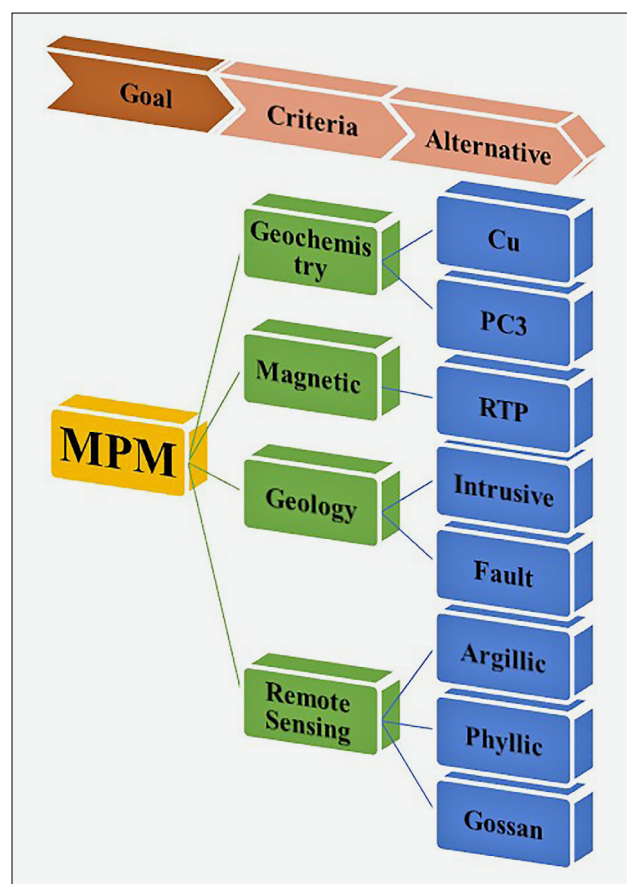 Goal
Criteria
Alternative
Geochemis
try
Cu
PC3
Magnetic
RTP
MPM
Geology
Intrusive
Fault
Remote
Sensing
Argillic
Phyllic
Gossan